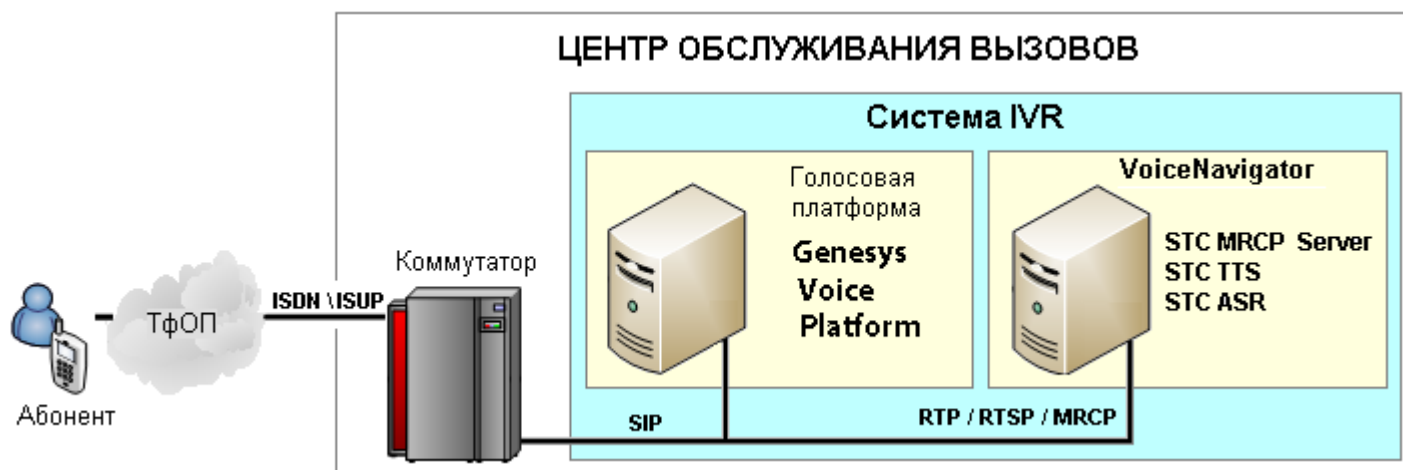 ЦЕНТР ОБСЛУЖИВАНИЯ ВЫЗОВОВ
Система IVR
Голосовая
платформа
Genesys
Voice
Platform
VoiceNavigator
STC MRCP Server
STC TTS
STC ASR
Коммутатор
ISDN \ISUP
ТфОП
Абонент
SIP
RTP / RTSP / MRCP